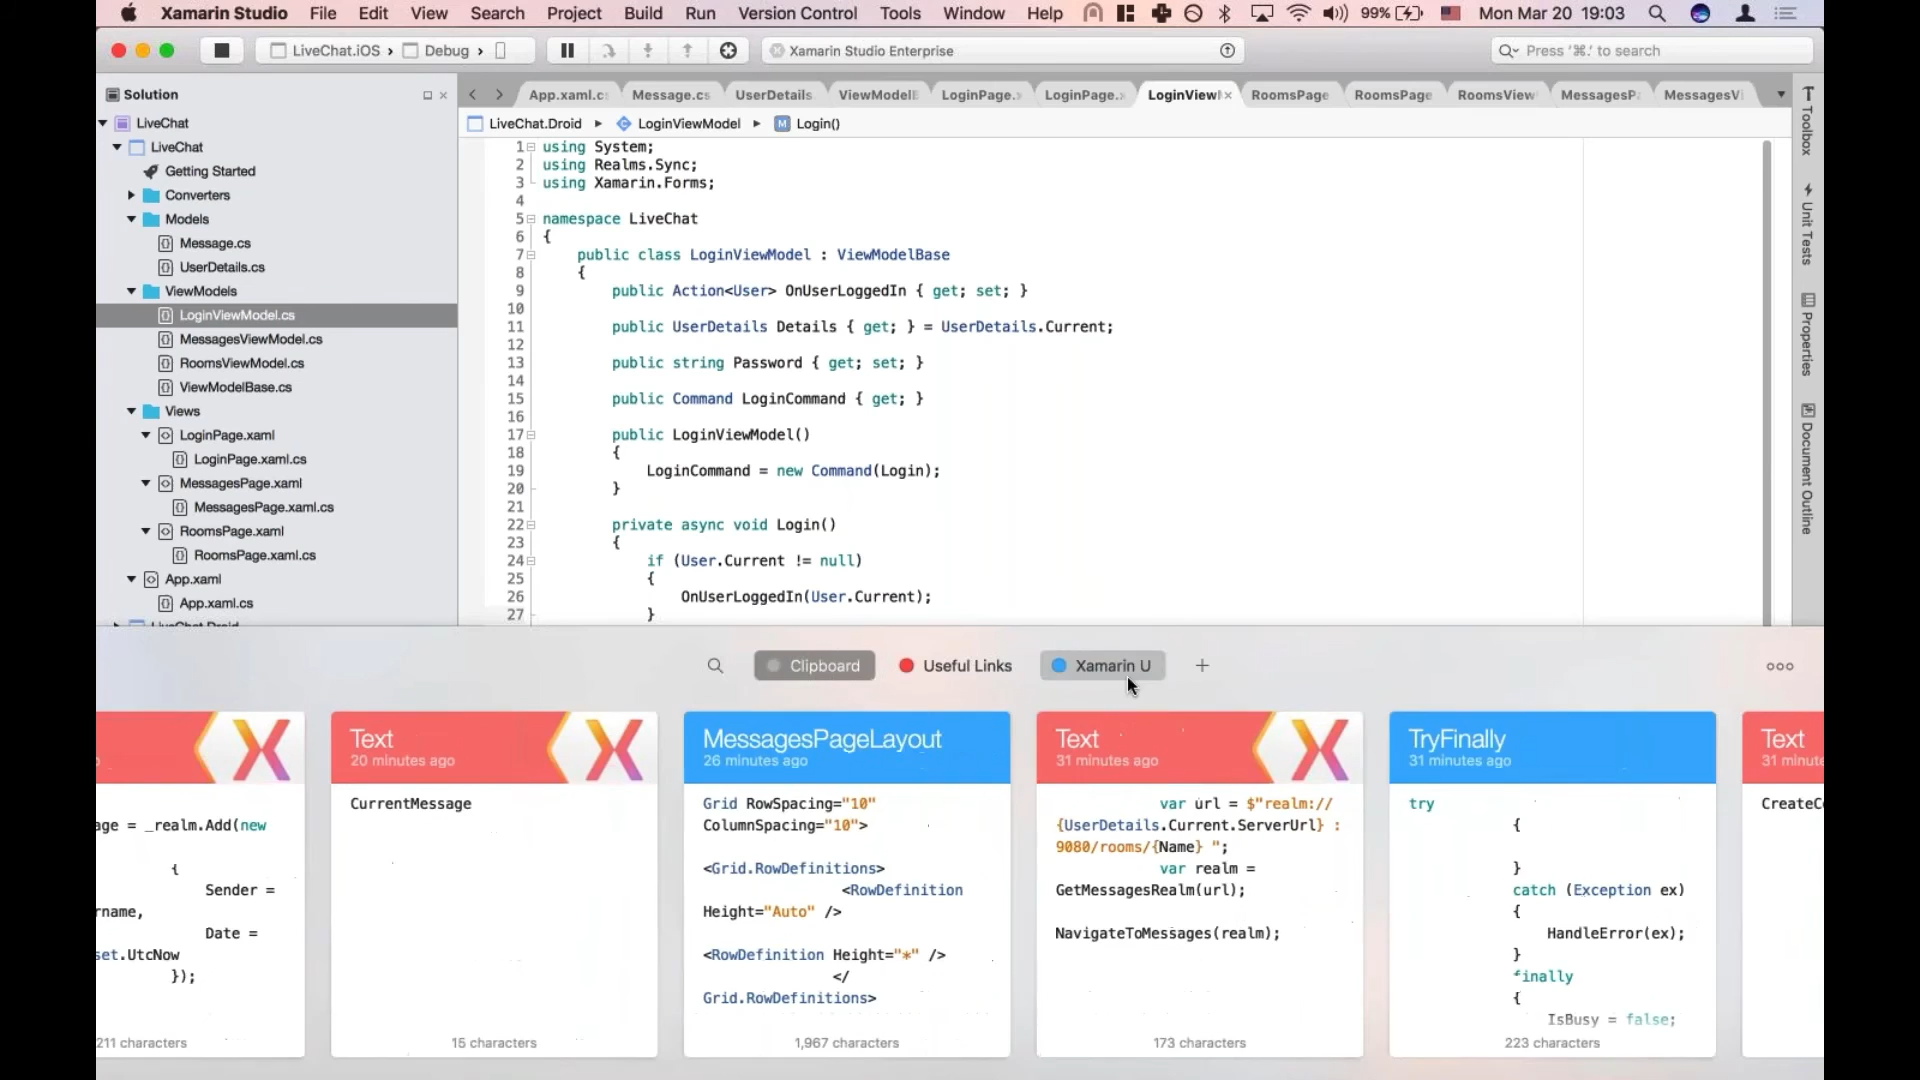 Xamarin Studio File Edit View Search Project Build Run Version Control Tools Window Help 99% Mon Mar 20 19:03
LiveChat.iOS › Debug › Xamarin Studio Enterprise Press '⌘.' to search
Solution
App.xaml.c Message.cs UserDetails ViewModelB LoginPage.x LoginPage.x LoginViewM RoomsPage RoomsPage RoomsView MessagesPa MessagesVi
LiveChat.Droid LoginViewModel M Login()
LiveChat
LiveChat
Getting Started
Converters
Models
Message.cs
UserDetails.cs
ViewModels
LoginViewModel.cs
MessagesViewModel.cs
RoomsViewModel.cs
ViewModelBase.cs
Views
LoginPage.xaml
LoginPage.xaml.cs
MessagesPage.xaml
MessagesPage.xaml.cs
RoomsPage.xaml
RoomsPage.xaml.cs
App.xaml
App.xaml.cs
LiveChat.Droid
1 using System;
2 using Realms.Sync;
3 using Xamarin.Forms;
4
5 namespace LiveChat
6 {
7 public class LoginViewModel : ViewModelBase
8 {
9 public Action<User> OnUserLoggedIn { get; set; }
10
11 public UserDetails Details { get; } = UserDetails.Current;
12
13 public string Password { get; set; }
14
15 public Command LoginCommand { get; }
16
17 public LoginViewModel()
18 {
19 LoginCommand = new Command(Login);
20 }
21
22 private async void Login()
23 {
24 if (User.Current != null)
25 {
26 OnUserLoggedIn(User.Current);
27 }
Toolbox
Unit Tests
Properties
Document Outline
Clipboard Useful Links Xamarin U +
age = _realm.Add(new
{
Sender =
rname,
Date =
set.UtcNow
});
211 characters
Text
20 minutes ago
CurrentMessage
15 characters
MessagesPageLayout
26 minutes ago
Grid RowSpacing="10"
ColumnSpacing="10">
<Grid.RowDefinitions>
<RowDefinition
Height="Auto" />
<RowDefinition Height="*" />
</
Grid.RowDefinitions>
1,967 characters
Text
31 minutes ago
var url = $"realm://
{UserDetails.Current.ServerUrl} :
9080/rooms/{Name} ";
var realm =
GetMessagesRealm(url);
NavigateToMessages(realm);
173 characters
TryFinally
31 minutes ago
try
{
}
catch (Exception ex)
{
HandleError(ex);
}
finally
{
IsBusy = false;
223 characters
Text
31 minute
CreateC